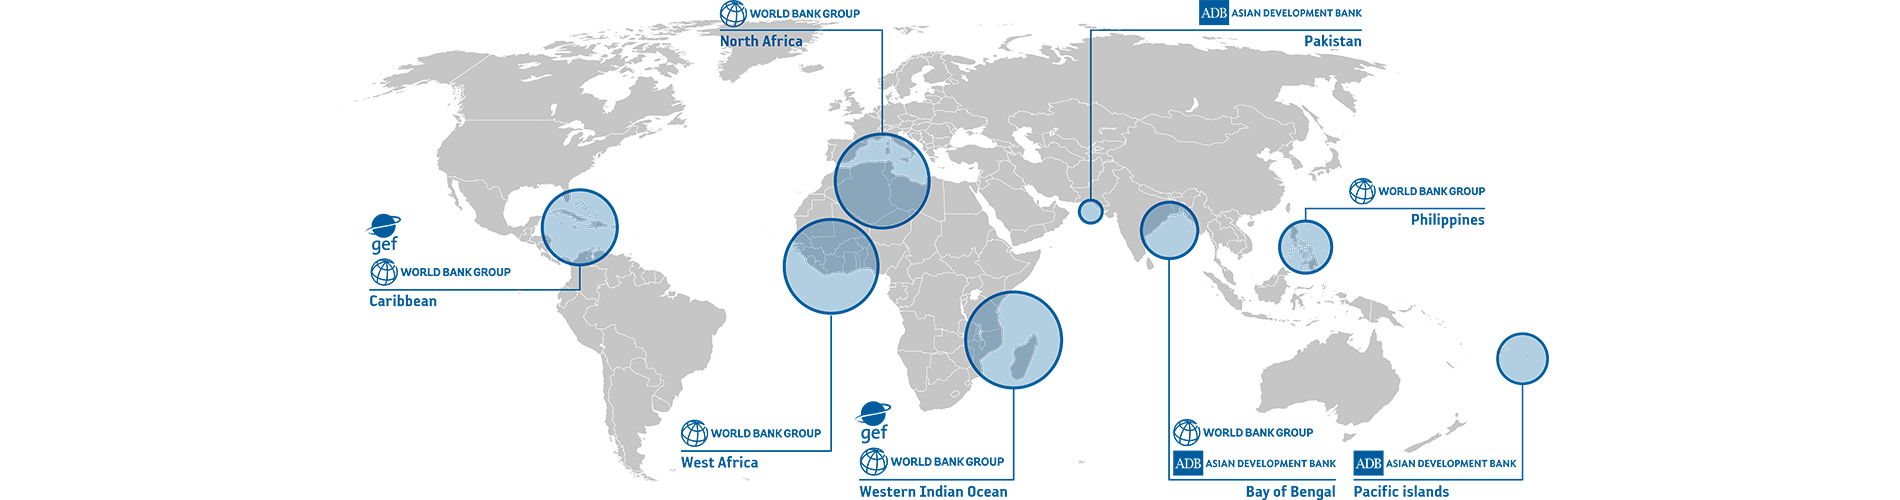 WORLD BANK GROUP
North Africa
ADB ASIAN DEVELOPMENT BANK
Pakistan
WORLD BANK GROUP
Philippines
gef
WORLD BANK GROUP
Caribbean
WORLD BANK GROUP
West Africa
gef
WORLD BANK GROUP
Western Indian Ocean
WORLD BANK GROUP
ADB ASIAN DEVELOPMENT BANK
Bay of Bengal
ADB ASIAN DEVELOPMENT BANK
Pacific islands